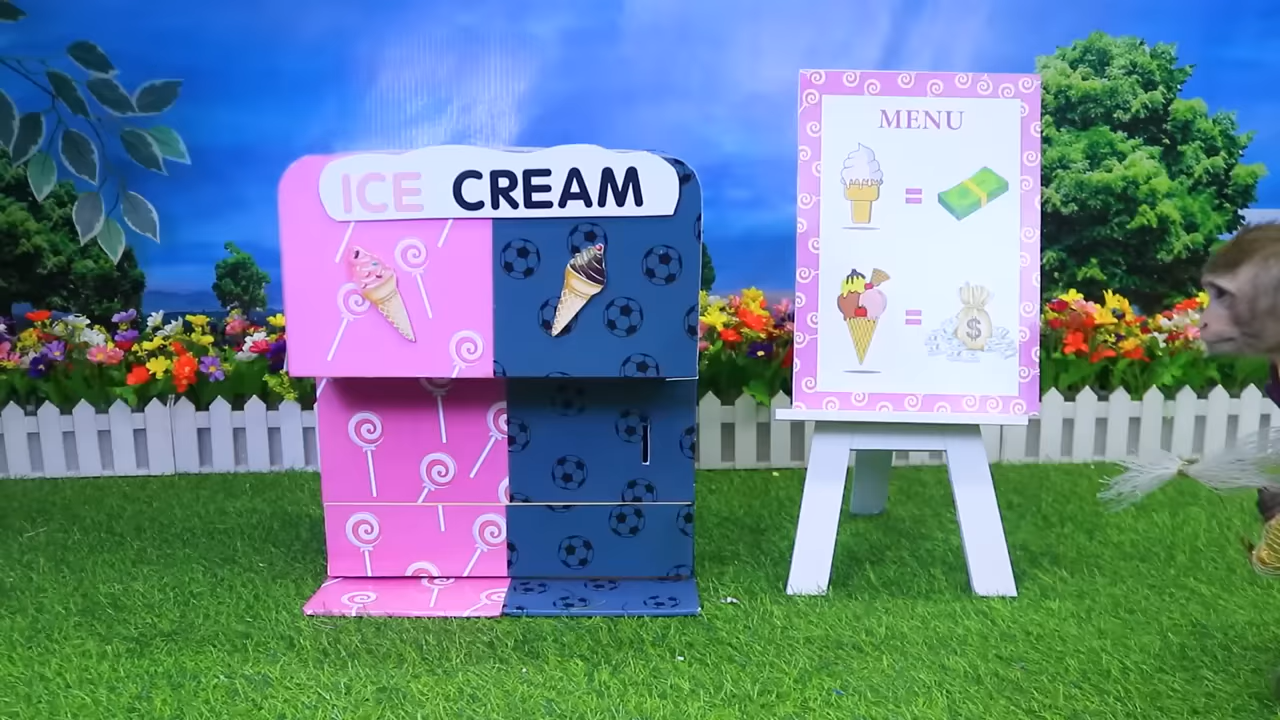 ICE CREAM
MENU
=
=
$